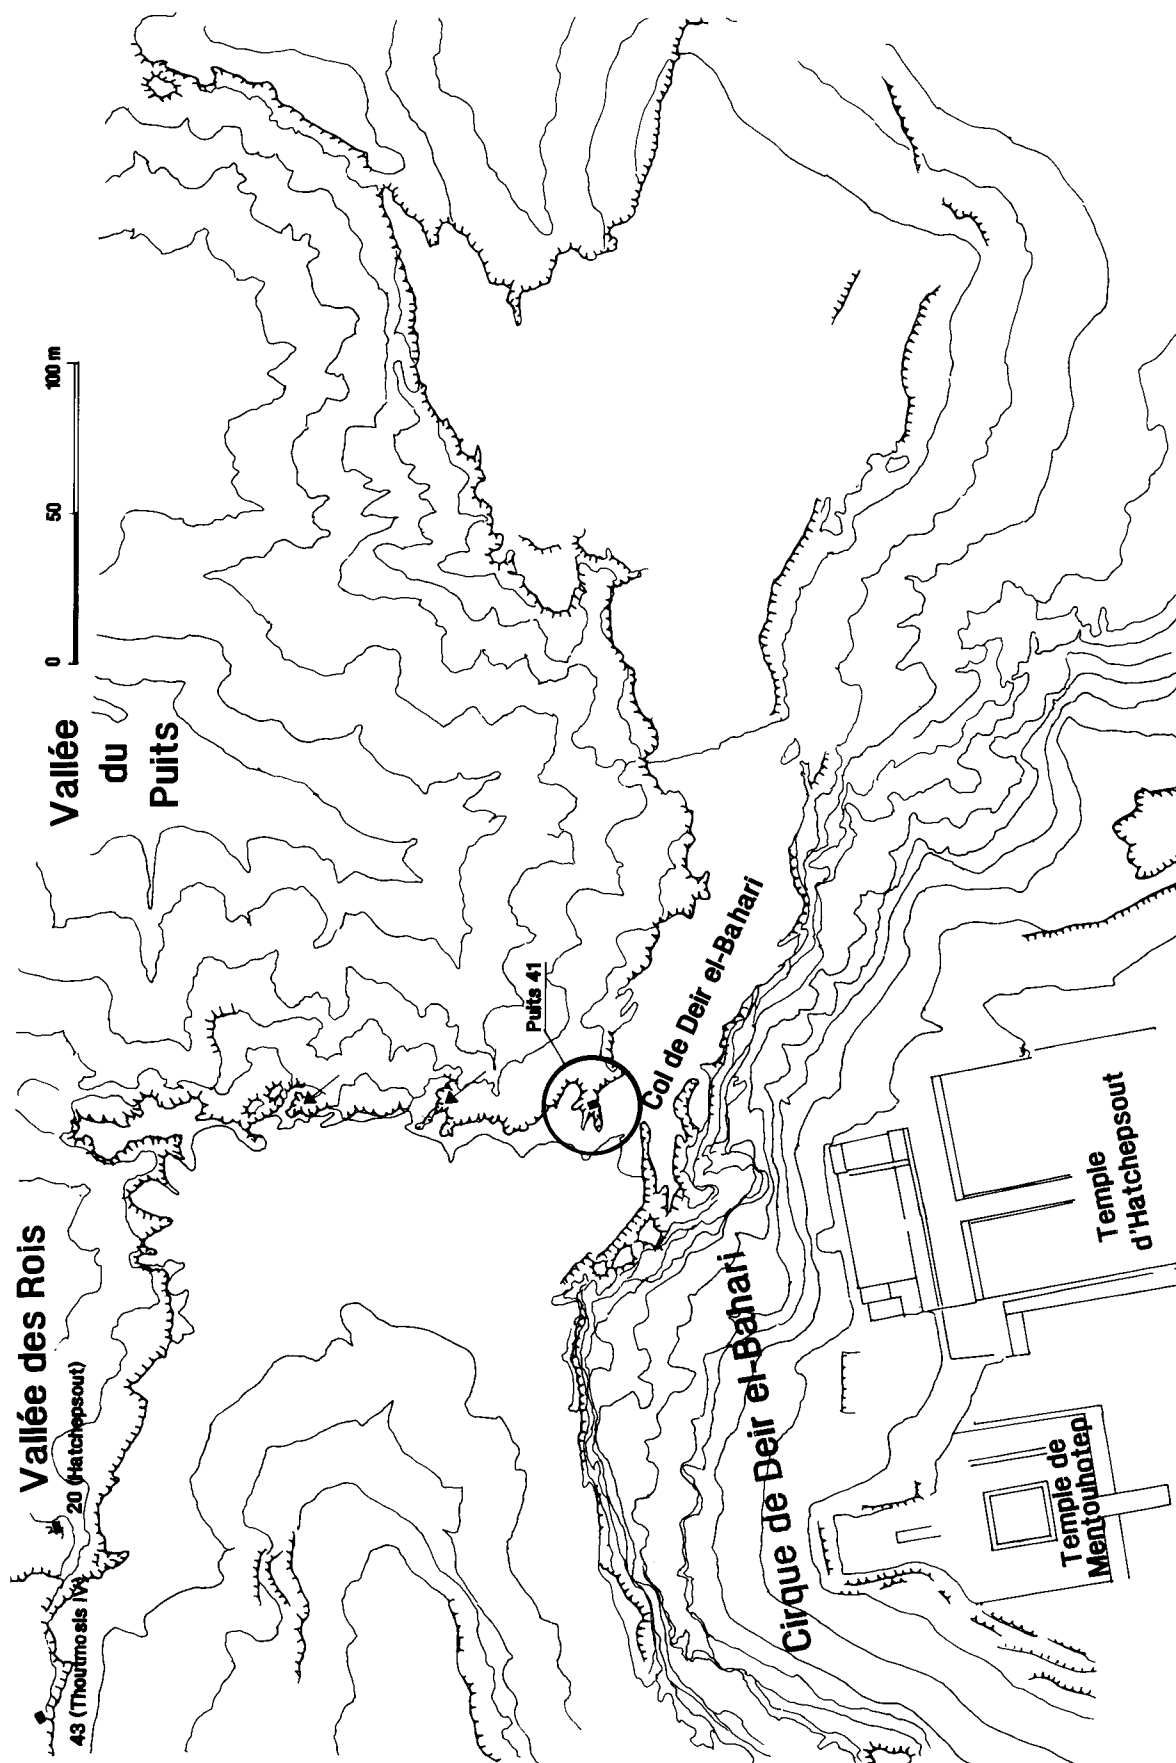 Vallée des Rois
43 (Thoutmosis IV)
20 (Hatchepsout)
Vallée
du
Puits
0 50 100 m
Puits 41
Col de Deir el-Bahari
Cirque de Deir el-Bahari
Temple de
Mentouhotep
Temple
d'Hatchepsout